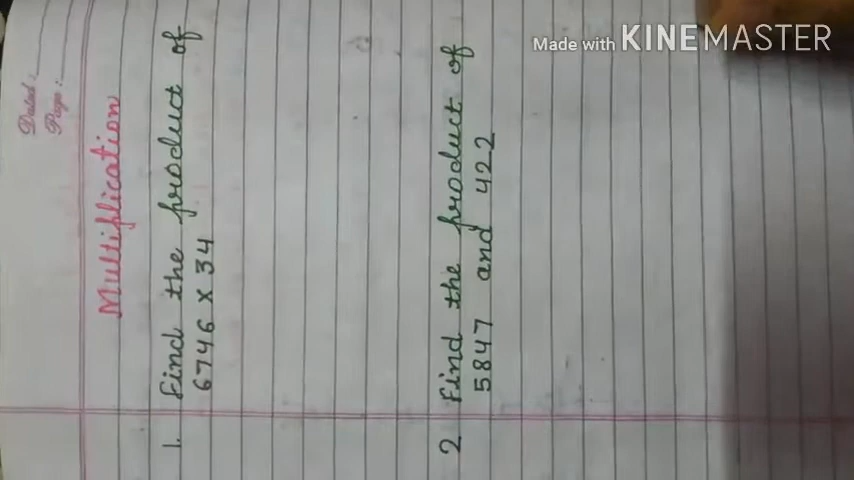 Dated :
Page :
Multiplication
1. Find the product of
6746 x 34
2 Find the product of
5847 and 422
Made with KINEMASTER